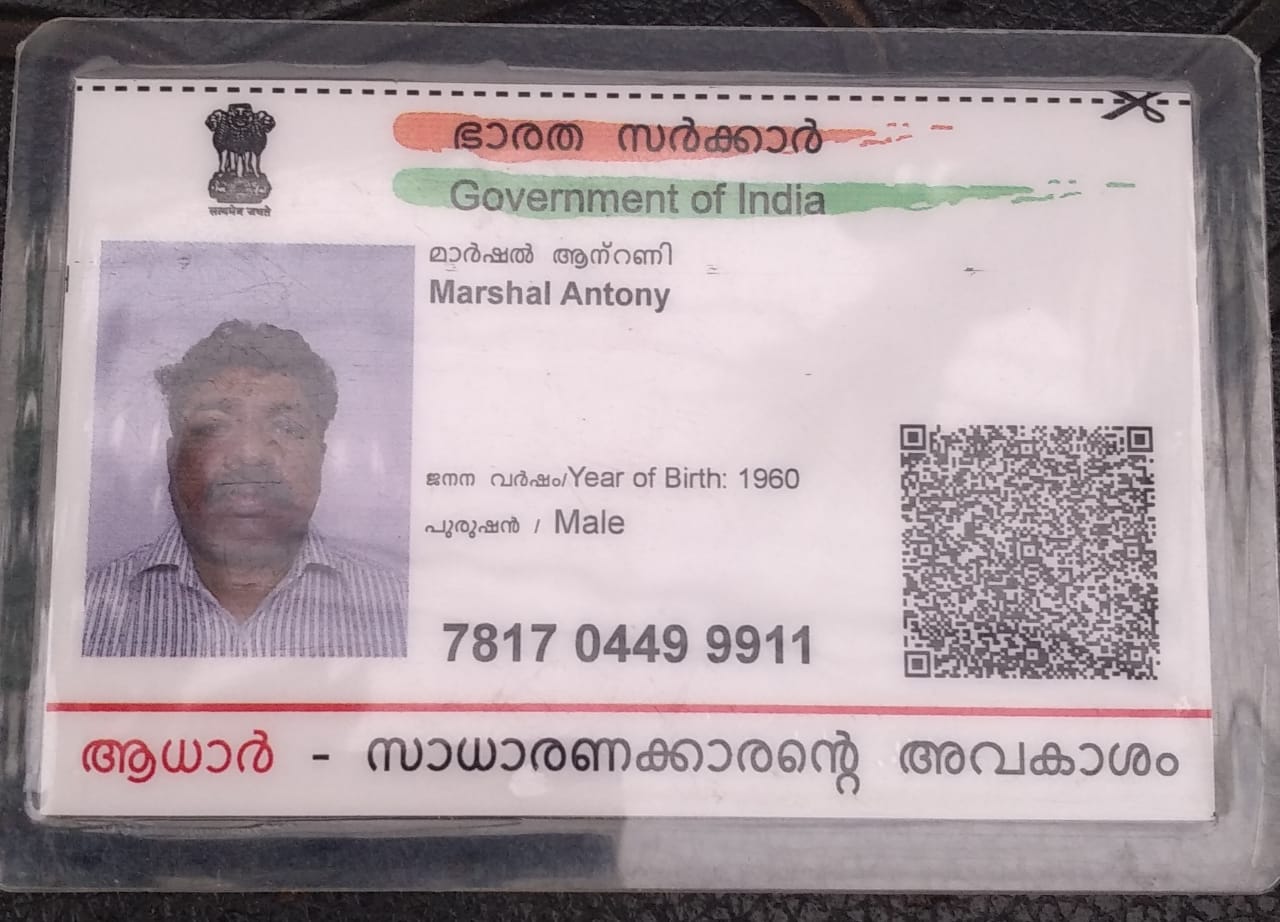 ഭാരത സർക്കാർ
Government of India
सत्यमेव जयते
മാർഷൽ ആന്റണി
Marshal Antony
ജനന വർഷം/Year of Birth: 1960
പുരുഷൻ / Male
7817 0449 9911
ആധാർ - സാധാരണക്കാരന്റെ അവകാശം